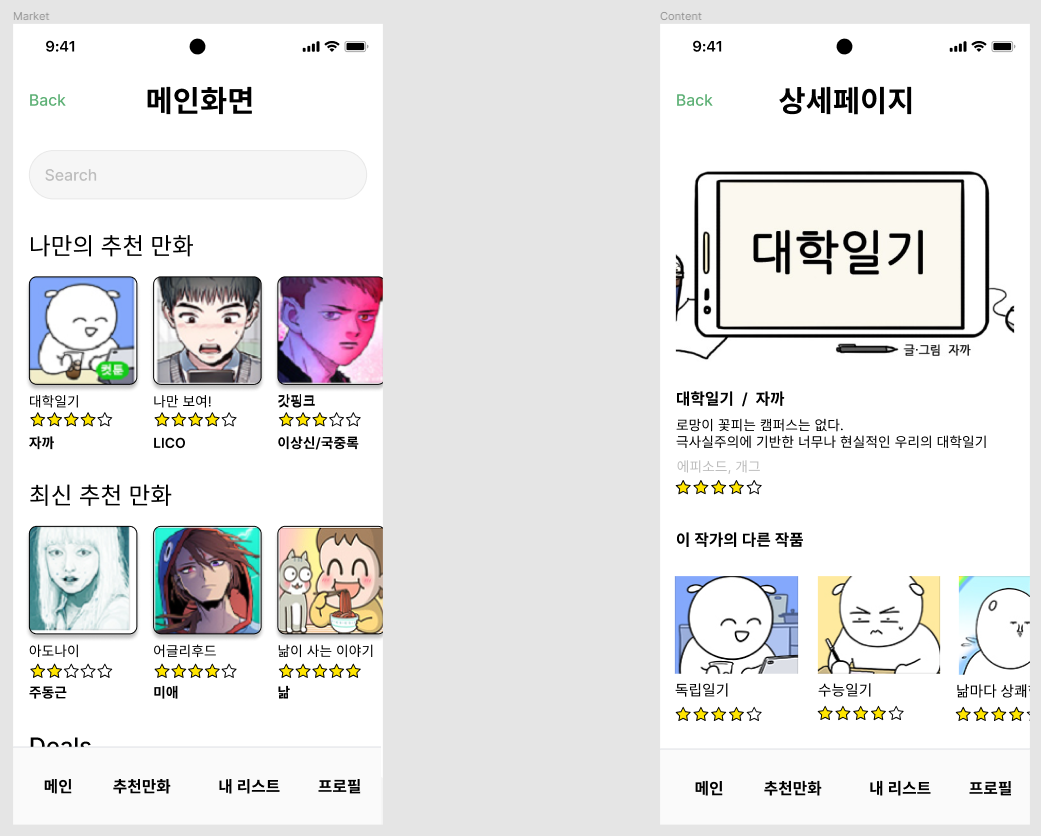 Market
9:41
Back
메인화면
Search
나만의 추천 만화
컷툰
대학일기
나만 보여!
갓핑크
자까
LICO
이상신/국중록
최신 추천 만화
아도나이
어글리후드
낢이 사는 이야기
주동근
미애
낢
Deals
메인
추천만화
내 리스트
프로필
Content
9:41
Back
상세페이지
대학일기
글·그림 자까
대학일기 / 자까
로망이 꽃피는 캠퍼스는 없다.
극사실주의에 기반한 너무나 현실적인 우리의 대학일기
에피소드, 개그
이 작가의 다른 작품
독립일기
수능일기
낢마다 상쾌
메인
추천만화
내 리스트
프로필